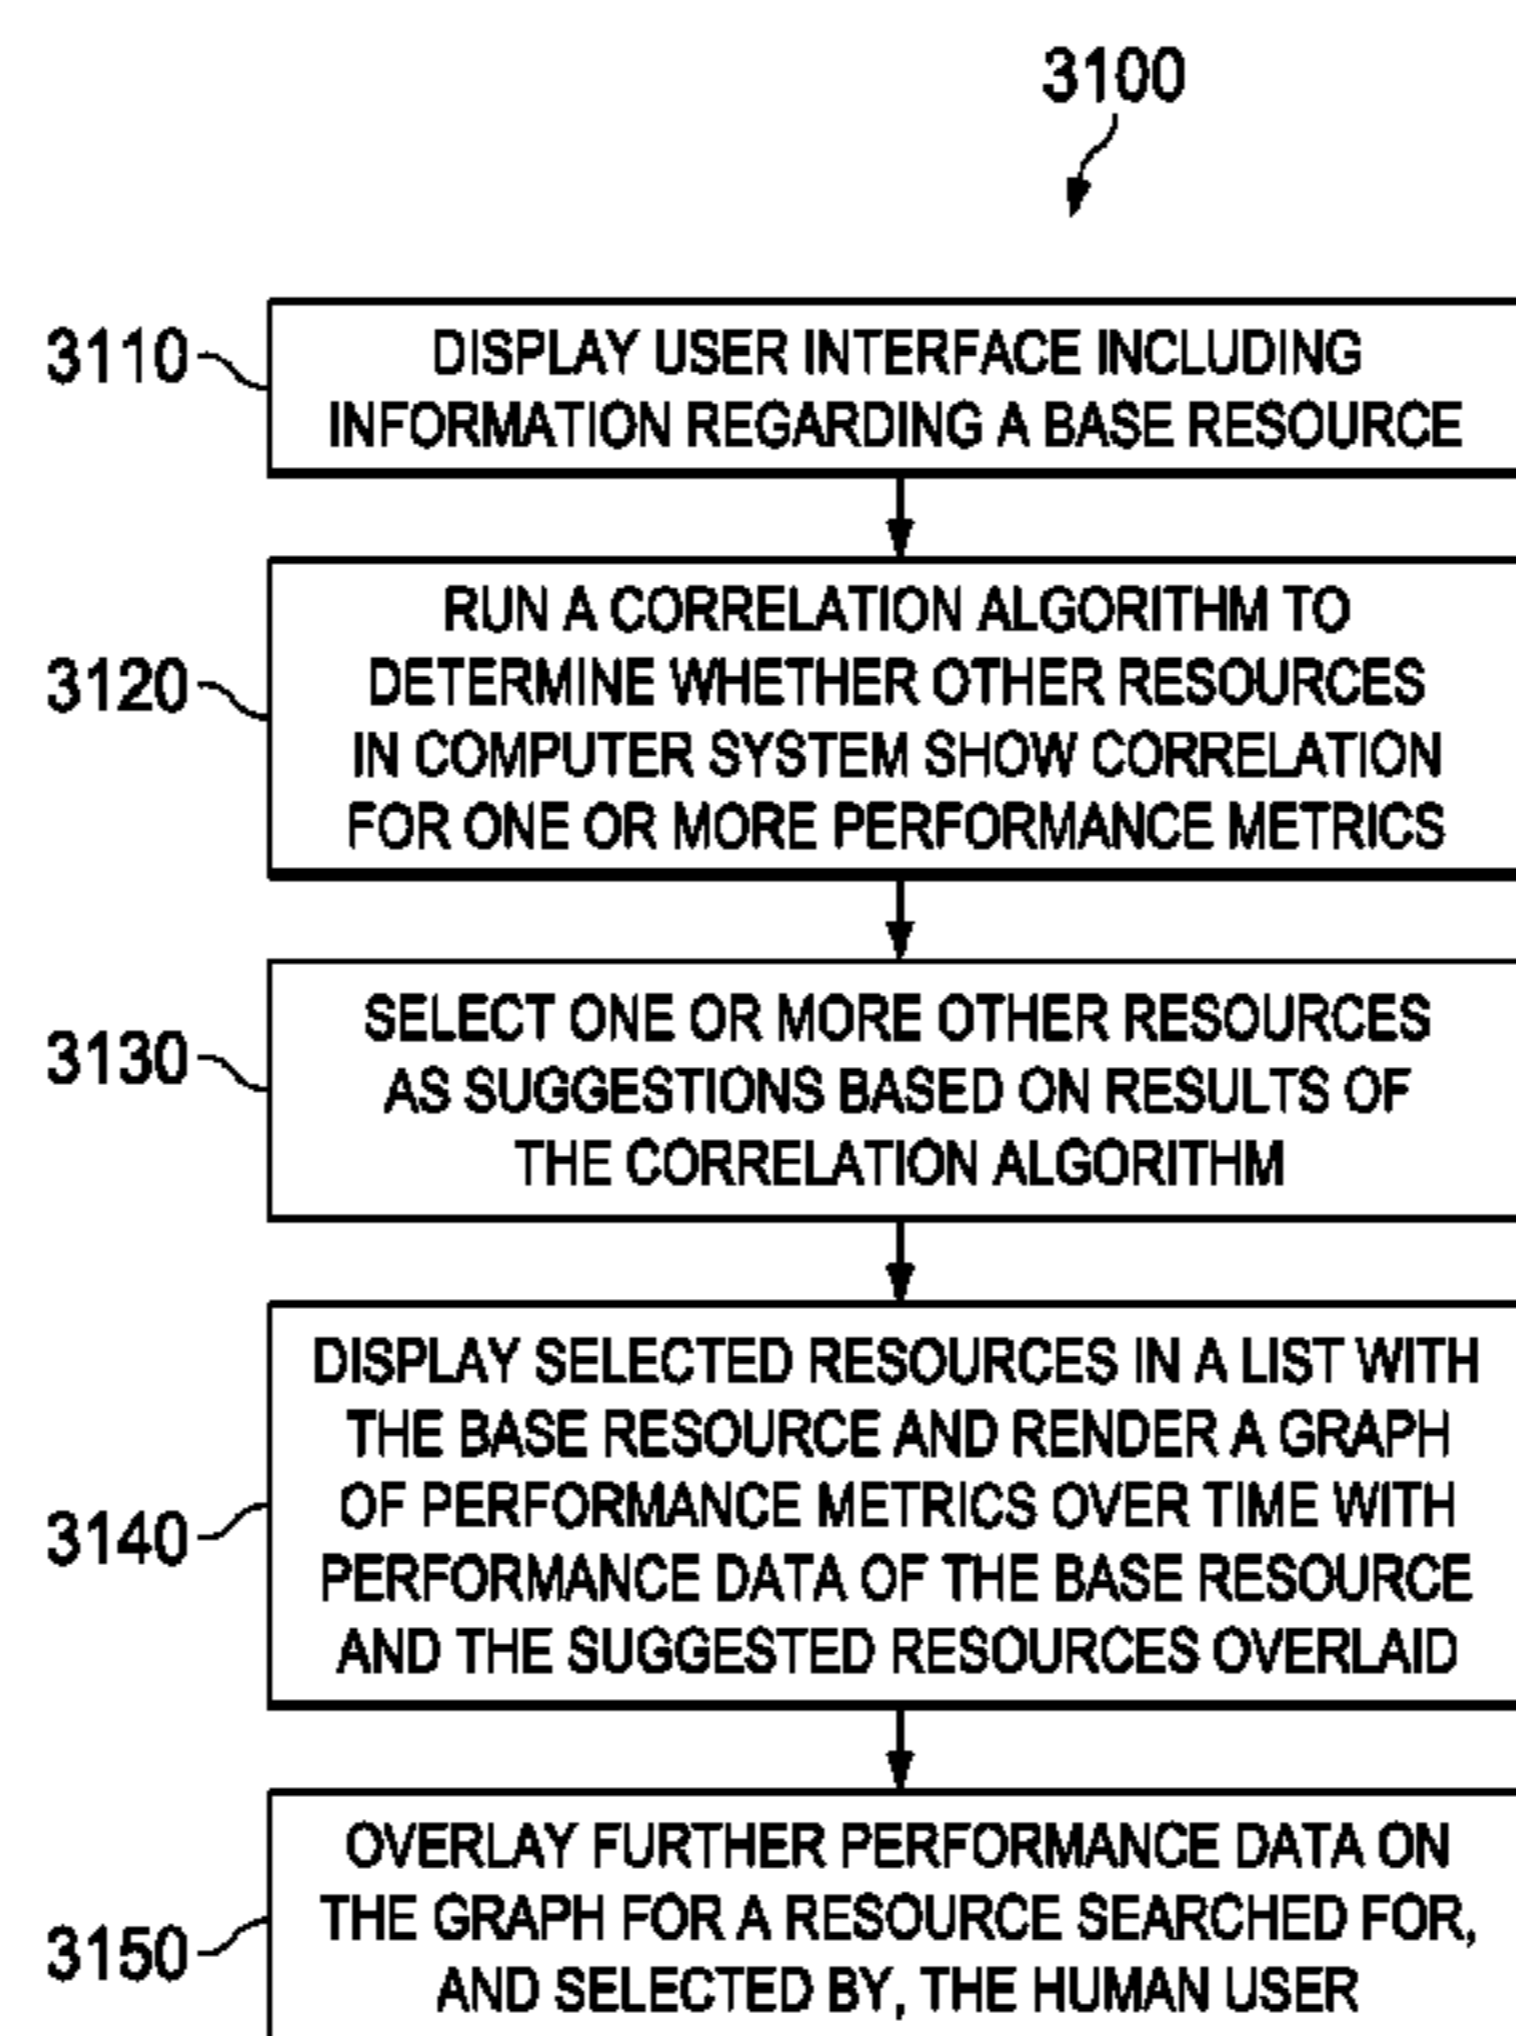 3100
3110
DISPLAY USER INTERFACE INCLUDING
INFORMATION REGARDING A BASE RESOURCE
3120
RUN A CORRELATION ALGORITHM TO
DETERMINE WHETHER OTHER RESOURCES
IN COMPUTER SYSTEM SHOW CORRELATION
FOR ONE OR MORE PERFORMANCE METRICS
3130
SELECT ONE OR MORE OTHER RESOURCES
AS SUGGESTIONS BASED ON RESULTS OF
THE CORRELATION ALGORITHM
3140
DISPLAY SELECTED RESOURCES IN A LIST WITH
THE BASE RESOURCE AND RENDER A GRAPH
OF PERFORMANCE METRICS OVER TIME WITH
PERFORMANCE DATA OF THE BASE RESOURCE
AND THE SUGGESTED RESOURCES OVERLAID
3150
OVERLAY FURTHER PERFORMANCE DATA ON
THE GRAPH FOR A RESOURCE SEARCHED FOR,
AND SELECTED BY, THE HUMAN USER